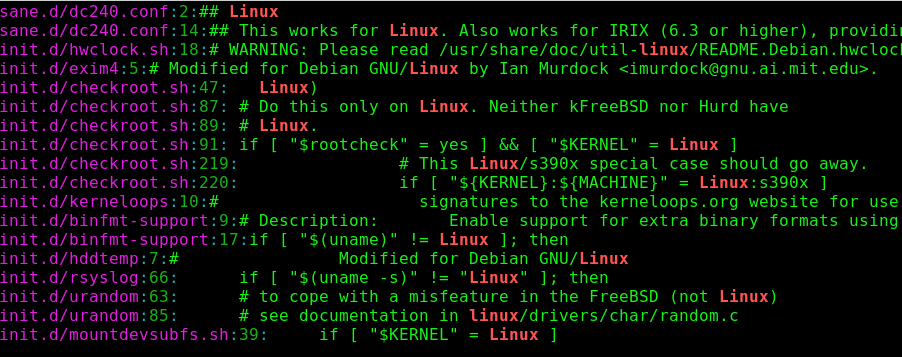 sane.d/dc240.conf:2:## Linux
sane.d/dc240.conf:14:## This works for Linux. Also works for IRIX (6.3 or higher), providin
init.d/hwclock.sh:18:# WARNING: Please read /usr/share/doc/util-linux/README.Debian.hwclock
init.d/exim4:5:# Modified for Debian GNU/Linux by Ian Murdock <imurdock@gnu.ai.mit.edu>.
init.d/checkroot.sh:47:   Linux)
init.d/checkroot.sh:87: # Do this only on Linux. Neither kFreeBSD nor Hurd have
init.d/checkroot.sh:89: # Linux.
init.d/checkroot.sh:91: if [ "$rootcheck" = yes ] && [ "$KERNEL" = Linux ]
init.d/checkroot.sh:219:                # This Linux/s390x special case should go away.
init.d/checkroot.sh:220:                if [ "${KERNEL}:${MACHINE}" = Linux:s390x ]
init.d/kerneloops:10:#                    signatures to the kerneloops.org website for use
init.d/binfmt-support:9:# Description:       Enable support for extra binary formats using
init.d/binfmt-support:17:if [ "$(uname)" != Linux ]; then
init.d/hddtemp:7:#                Modified for Debian GNU/Linux
init.d/rsyslog:66:      if [ "$(uname -s)" != "Linux" ]; then
init.d/urandom:63:      # to cope with a misfeature in the FreeBSD (not Linux)
init.d/urandom:85:      # see documentation in linux/drivers/char/random.c
init.d/mountdevsubfs.sh:39:     if [ "$KERNEL" = Linux ]